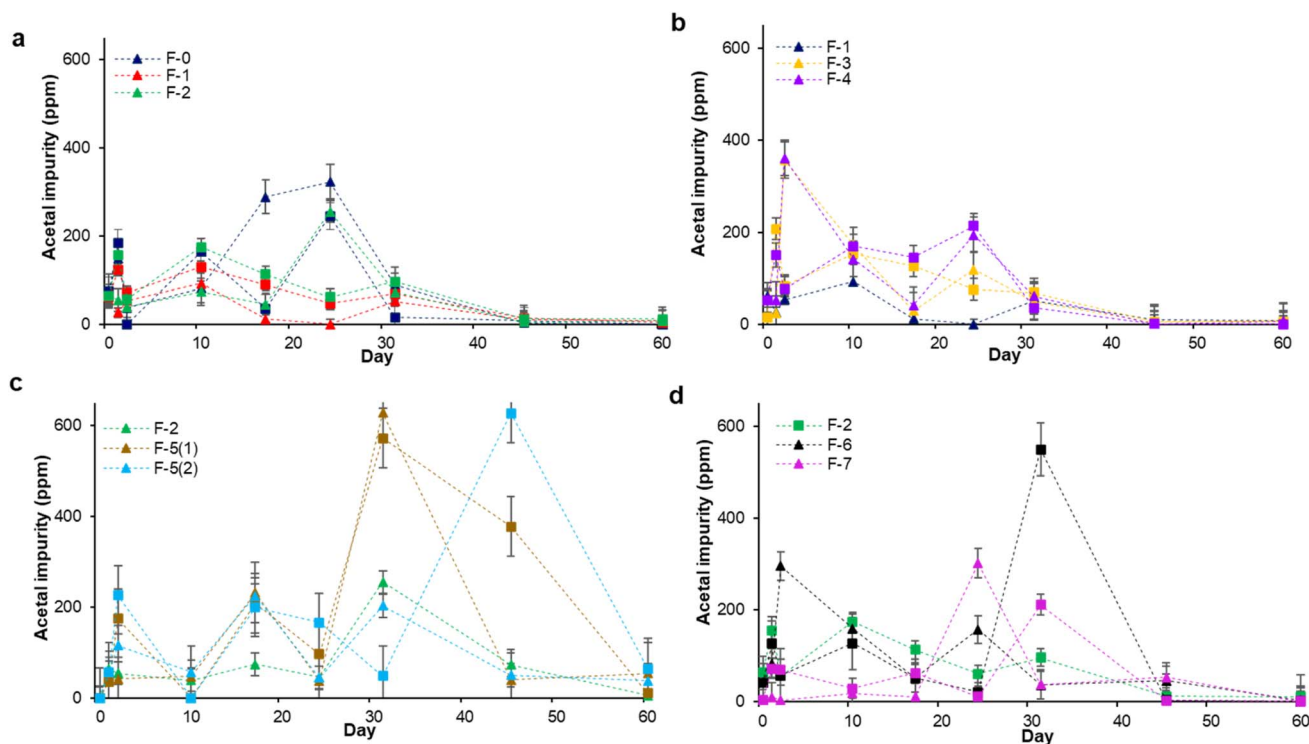 a
600
400
200
0
Acetal impurity (ppm)
F-0
F-1
F-2
0 10 20 30 40 50 60
Day
b
600
400
200
0
Acetal impurity (ppm)
F-1
F-3
F-4
0 10 20 30 40 50 60
Day
c
600
400
200
0
Acetal impurity (ppm)
F-2
F-5(1)
F-5(2)
0 20 30 40 60
Day
d
600
400
200
0
Acetal impurity (ppm)
F-2
F-6
F-7
0 10 20 30 40 50 60
Day